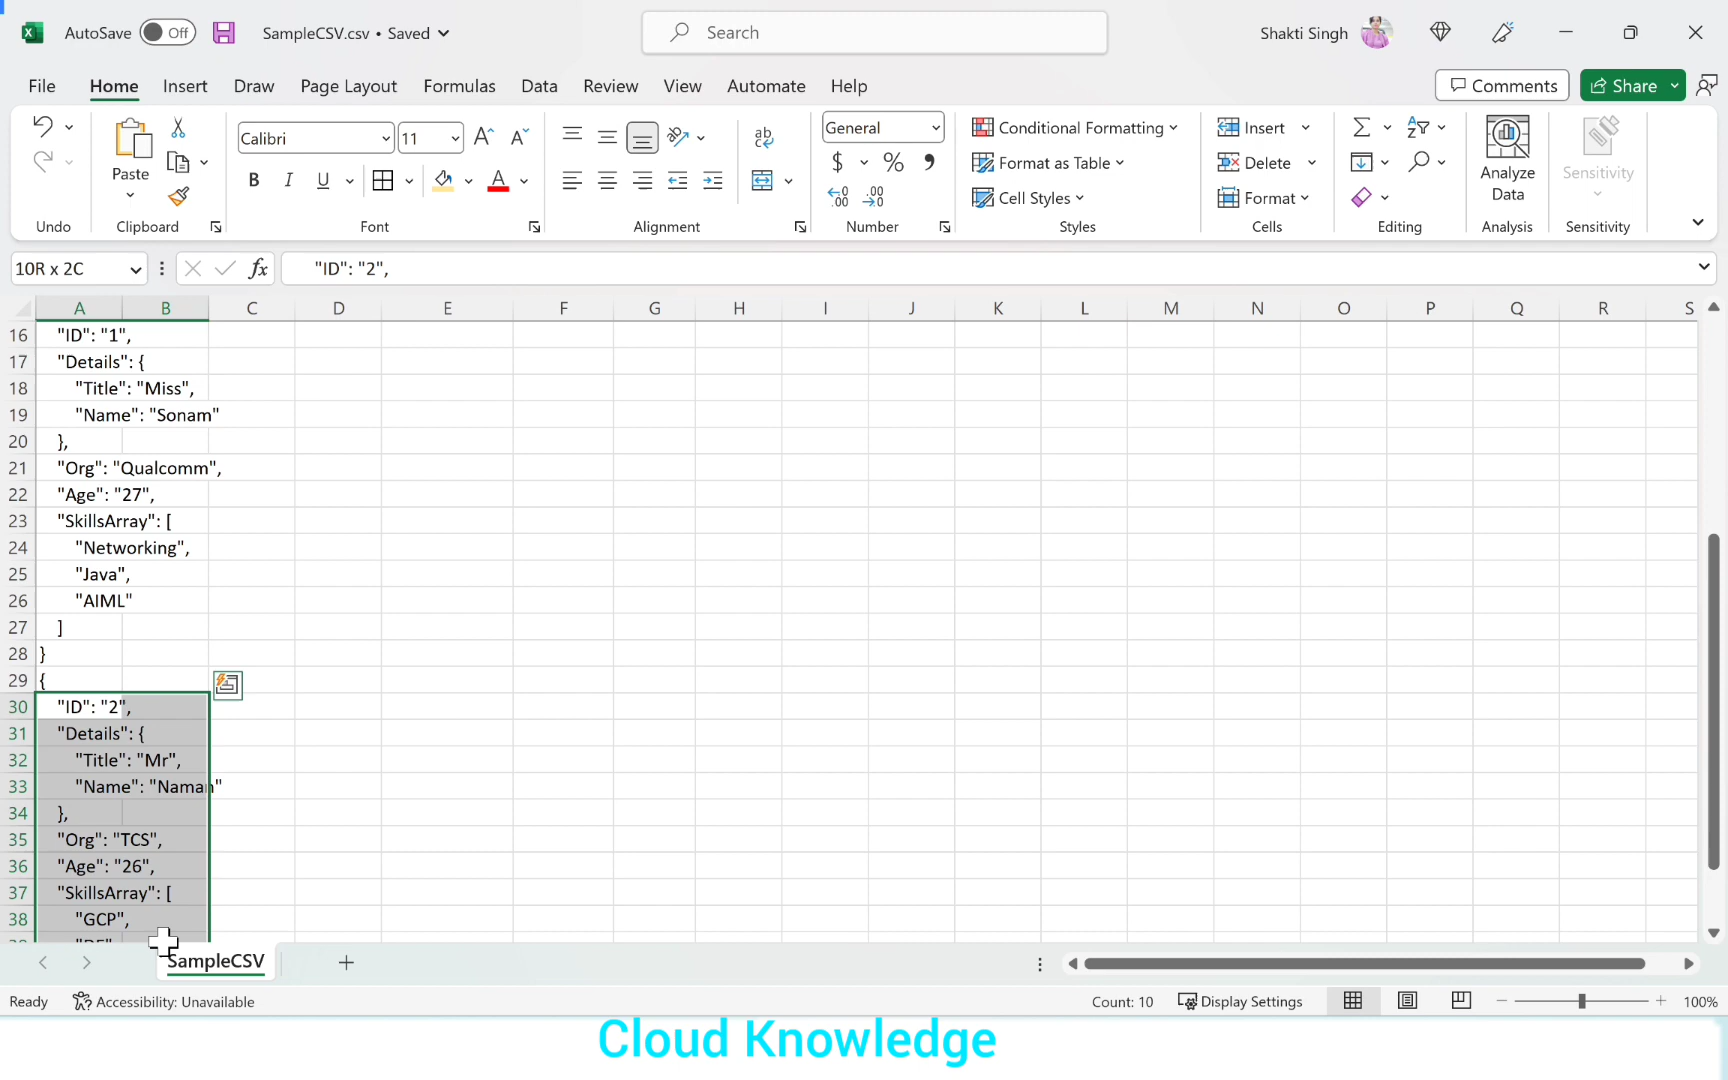 AutoSave Off SampleCSV.csv • Saved Search Shakti Singh
File Home Insert Draw Page Layout Formulas Data Review View Automate Help Comments Share
Calibri 11 General Conditional Formatting Insert
Paste $ % Format as Table Delete Analyze Data Sensitivity
B I U A ab Cell Styles Format
Undo Clipboard Font Alignment Number Styles Cells Editing Analysis Sensitivity
10R x 2C fx "ID": "2",
A B C D E F G H I J K L M N O P Q R S
16 "ID": "1",
17 "Details": {
18 "Title": "Miss",
19 "Name": "Sonam"
20 },
21 "Org": "Qualcomm",
22 "Age": "27",
23 "SkillsArray": [
24 "Networking",
25 "Java",
26 "AIML"
27 ]
28 }
29 {
30 "ID": "2",
31 "Details": {
32 "Title": "Mr",
33 "Name": "Naman"
34 },
35 "Org": "TCS",
36 "Age": "26",
37 "SkillsArray": [
38 "GCP",
SampleCSV
Ready Accessibility: Unavailable Count: 10 Display Settings 100%
Cloud Knowledge